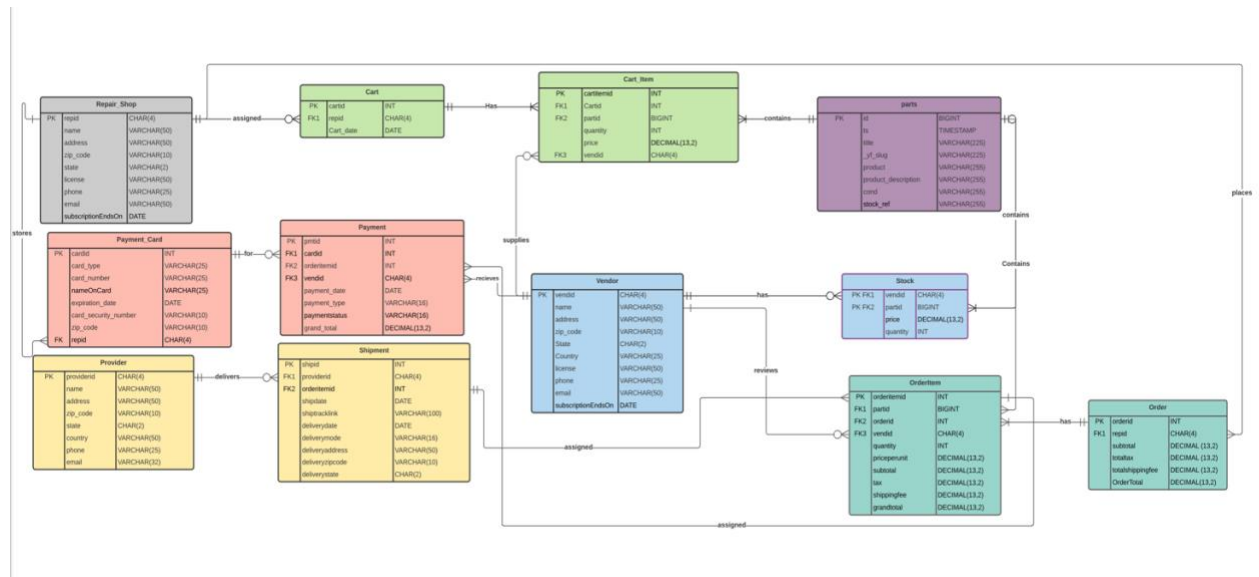 Repair_Shop
PK repid CHAR(4)
name VARCHAR(50)
address VARCHAR(50)
zip_code VARCHAR(10)
state VARCHAR(2)
license VARCHAR(50)
phone VARCHAR(25)
email VARCHAR(50)
subscriptionEndsOn DATE
assigned
Cart
PK cartid INT
FK1 repid CHAR(4)
Cart_date DATE
Has
Cart_Item
PK cartitemid INT
FK1 Cartid INT
FK2 partid BIGINT
quantity INT
price DECIMAL(13,2)
FK3 vendid CHAR(4)
contains
parts
PK id BIGINT
ts TIMESTAMP
title VARCHAR(225)
_yf_slug VARCHAR(225)
product VARCHAR(255)
product_description VARCHAR(255)
cond VARCHAR(255)
stock_ref VARCHAR(255)
places
contains
Contains
stores
supplies
Payment_Card
PK cardid INT
card_type VARCHAR(25)
card_number VARCHAR(25)
nameOnCard VARCHAR(25)
expiration_date DATE
card_security_number VARCHAR(10)
zip_code VARCHAR(10)
FK repid CHAR(4)
for
Payment
PK pmtid INT
FK1 cardid INT
FK2 orderitemid INT
FK3 vendid CHAR(4)
payment_date DATE
payment_type VARCHAR(16)
paymentstatus VARCHAR(16)
grand_total DECIMAL(13,2)
recieves
Vendor
PK vendid CHAR(4)
name VARCHAR(50)
address VARCHAR(50)
zip_code VARCHAR(10)
State CHAR(2)
Country VARCHAR(25)
license VARCHAR(50)
phone VARCHAR(25)
email VARCHAR(50)
subscriptionEndsOn DATE
has
Stock
PK FK1 vendid CHAR(4)
PK FK2 partid BIGINT
price DECIMAL(13,2)
quantity INT
reviews
Provider
PK providerid CHAR(4)
name VARCHAR(50)
address VARCHAR(50)
zip_code VARCHAR(10)
state CHAR(2)
country VARCHAR(50)
phone VARCHAR(25)
email VARCHAR(32)
delivers
Shipment
PK shipid INT
FK1 providerid CHAR(4)
FK2 orderitemid INT
shipdate DATE
shiptracklink VARCHAR(100)
deliverydate DATE
deliverymode VARCHAR(16)
deliveryaddress VARCHAR(50)
deliveryzipcode VARCHAR(10)
deliverystate CHAR(2)
assigned
OrderItem
PK orderitemid INT
FK1 partid BIGINT
FK2 orderid INT
FK3 vendid CHAR(4)
quantity INT
priceperunit DECIMAL(13,2)
subtotal DECIMAL(13,2)
tax DECIMAL(13,2)
shippingfee DECIMAL(13,2)
grandtotal DECIMAL(13,2)
has
Order
PK orderid INT
FK1 repid CHAR(4)
subtotal DECIMAL (13,2)
totaltax DECIMAL (13,2)
totalshippingfee DECIMAL (13,2)
OrderTotal DECIMAL (13,2)
assigned